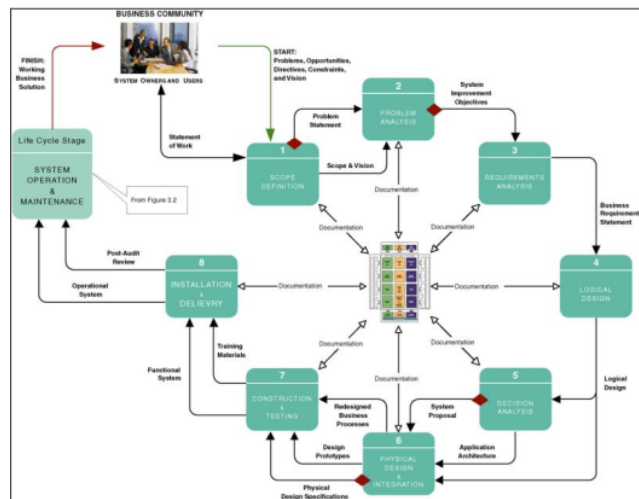 BUSINESS COMMUNITY
SYSTEM OWNERS AND USERS
FINISH:
Working
Business
Solution
START:
Problems, Opportunities,
Directives, Constraints,
and Vision
Statement
of Work
Problem
Statement
Scope & Vision
1
SCOPE
DEFINITION
2
PROBLEM
ANALYSIS
System
Improvement
Objectives
3
REQUIREMENTS
ANALYSIS
Life Cycle Stage
SYSTEM
OPERATION
&
MAINTENANCE
From Figure 3.2
Documentation
Documentation
Documentation
Business
Requirement
Statement
Post-Audit
Review
Operational
System
8
INSTALLATION
&
DELIEVRY
Documentation
Documentation
4
LOGICAL
DESIGN
Functional
System
Training
Materials
Documentation
Documentation
Documentation
7
CONSTRUCTION
&
TESTING
Redesigned
Business
Processes
System
Proposal
5
DECISION
ANALYSIS
Logical
Design
Design
Prototypes
6
PHYSICAL
DESIGN
&
INTEGRATION
Application
Architecture
Physical
Design Specifications